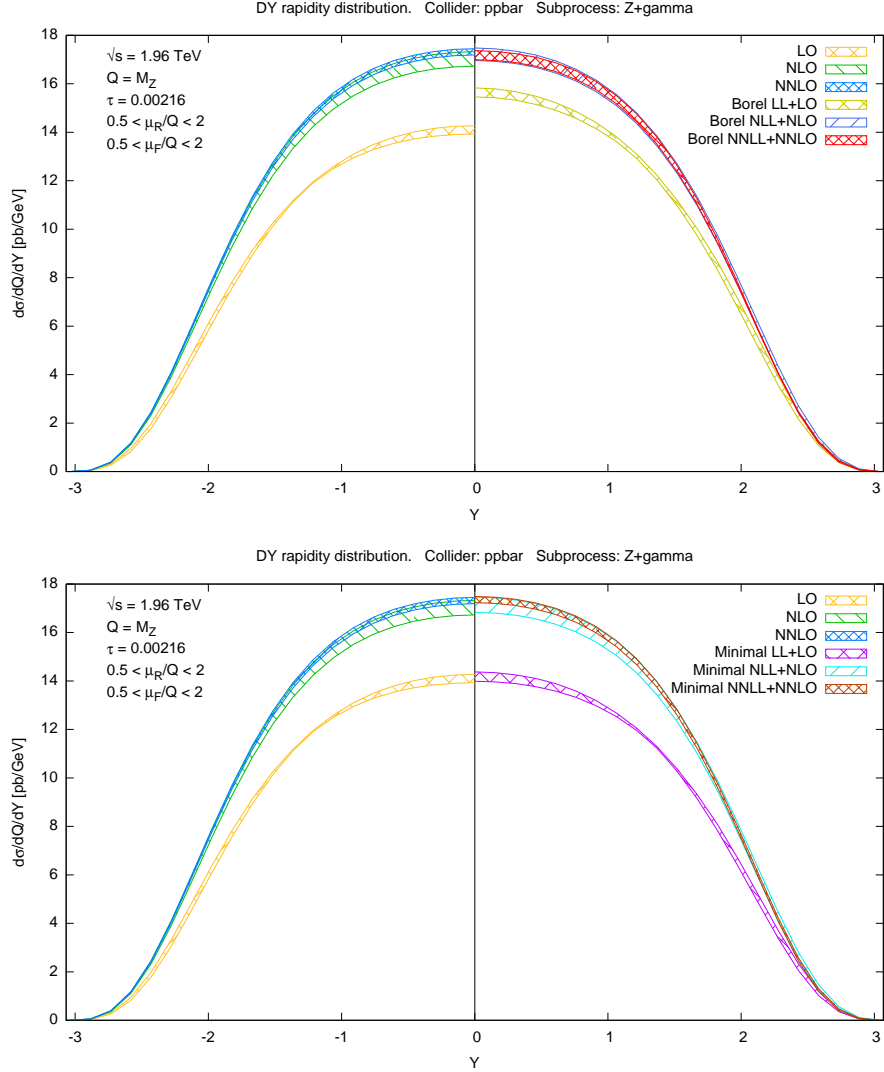 DY rapidity distribution. Collider: ppbar Subprocess: Z+gamma
18
16
14
12
10
8
6
4
2
0
dσ/dQ/dY [pb/GeV]
√s = 1.96 TeV
Q = M_Z
τ = 0.00216
0.5 < μ_R/Q < 2
0.5 < μ_F/Q < 2
LO
NLO
NNLO
Borel LL+LO
Borel NLL+NLO
Borel NNLL+NNLO
-3 -2 -1 0 1 2 3
Y
DY rapidity distribution. Collider: ppbar Subprocess: Z+gamma
18
16
14
12
10
8
6
4
2
0
dσ/dQ/dY [pb/GeV]
√s = 1.96 TeV
Q = M_Z
τ = 0.00216
0.5 < μ_R/Q < 2
0.5 < μ_F/Q < 2
LO
NLO
NNLO
Minimal LL+LO
Minimal NLL+NLO
Minimal NNLL+NNLO
-3 -2 -1 0 1 2 3
Y